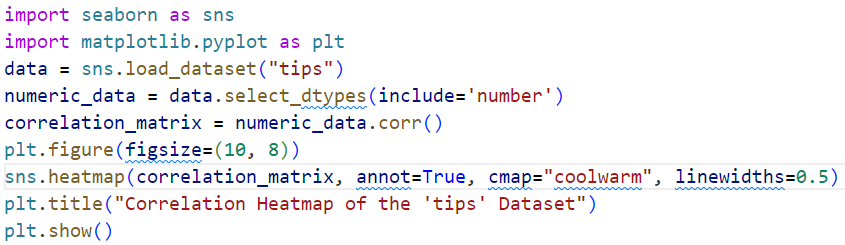 import seaborn as sns
import matplotlib.pyplot as plt
data = sns.load_dataset("tips")
numeric_data = data.select_dtypes(include='number')
correlation_matrix = numeric_data.corr()
plt.figure(figsize=(10, 8))
sns.heatmap(correlation_matrix, annot=True, cmap="coolwarm", linewidths=0.5)
plt.title("Correlation Heatmap of the 'tips' Dataset")
plt.show()